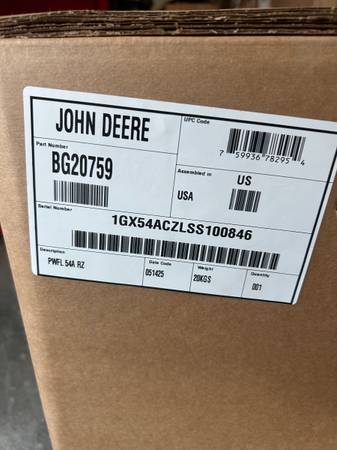 JOHN DEERE
UPC Code
7 59936 78295 4
Part Number
BG20759
Assembled in
US
USA
Serial Number
1GX54ACZLSS100846
Description
PWFL 54A RZ
Date Code
051425
Weight
20KGS
Quantity
001